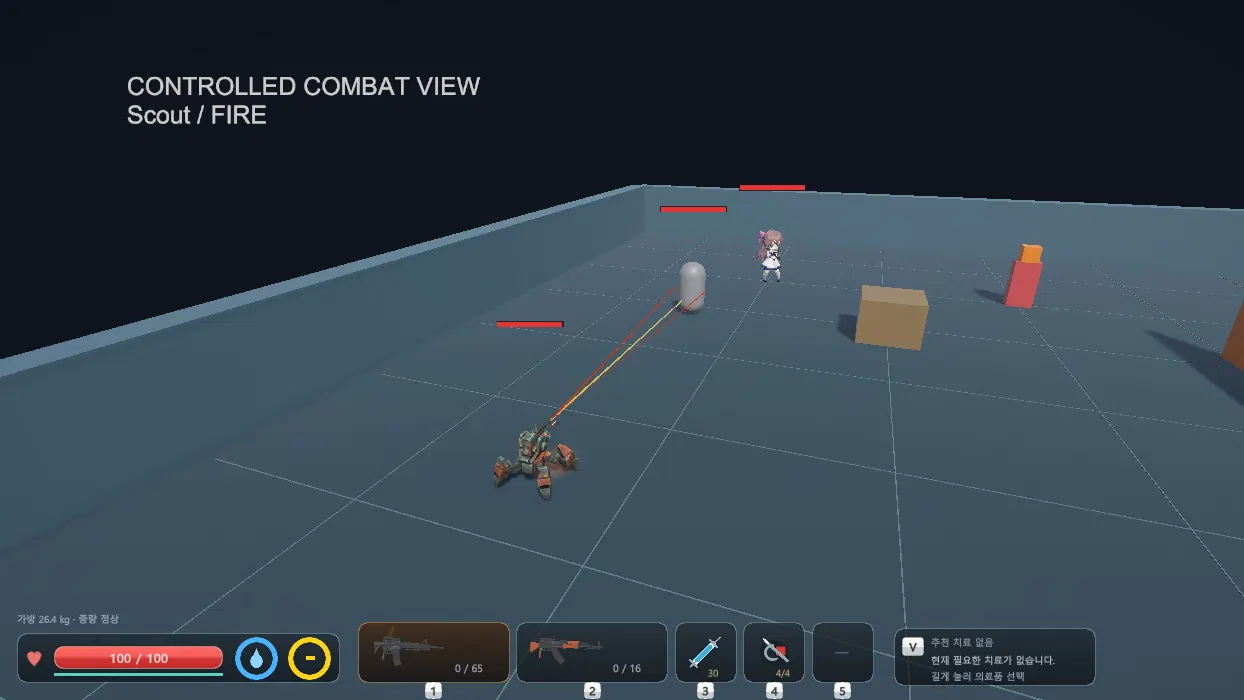 CONTROLLED COMBAT VIEW
Scout / FIRE
가방 26.4 kg · 중량 정상
100 / 100
0 / 65
0 / 16
30
4/4
1
2
3
4
5
V
추천 치료 없음
현재 필요한 치료가 없습니다.
길게 눌러 의료품 선택